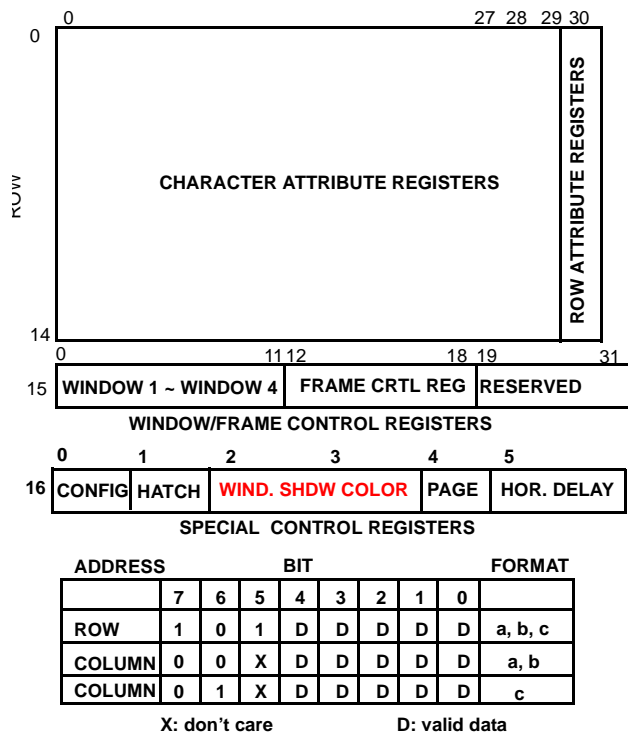 0 27 28 29 30
0
ROW
CHARACTER ATTRIBUTE REGISTERS
ROW ATTRIBUTE REGISTERS
14
0 11 12 18 19 31
15 WINDOW 1 ~ WINDOW 4 FRAME CRTL REG RESERVED
WINDOW/FRAME CONTROL REGISTERS
0 1 2 3 4 5
16 CONFIG HATCH WIND. SHDW COLOR PAGE HOR. DELAY
SPECIAL CONTROL REGISTERS
ADDRESS BIT FORMAT
7 6 5 4 3 2 1 0
ROW 1 0 1 D D D D D a, b, c
COLUMN 0 0 X D D D D D a, b
COLUMN 0 1 X D D D D D c
X: don't care D: valid data